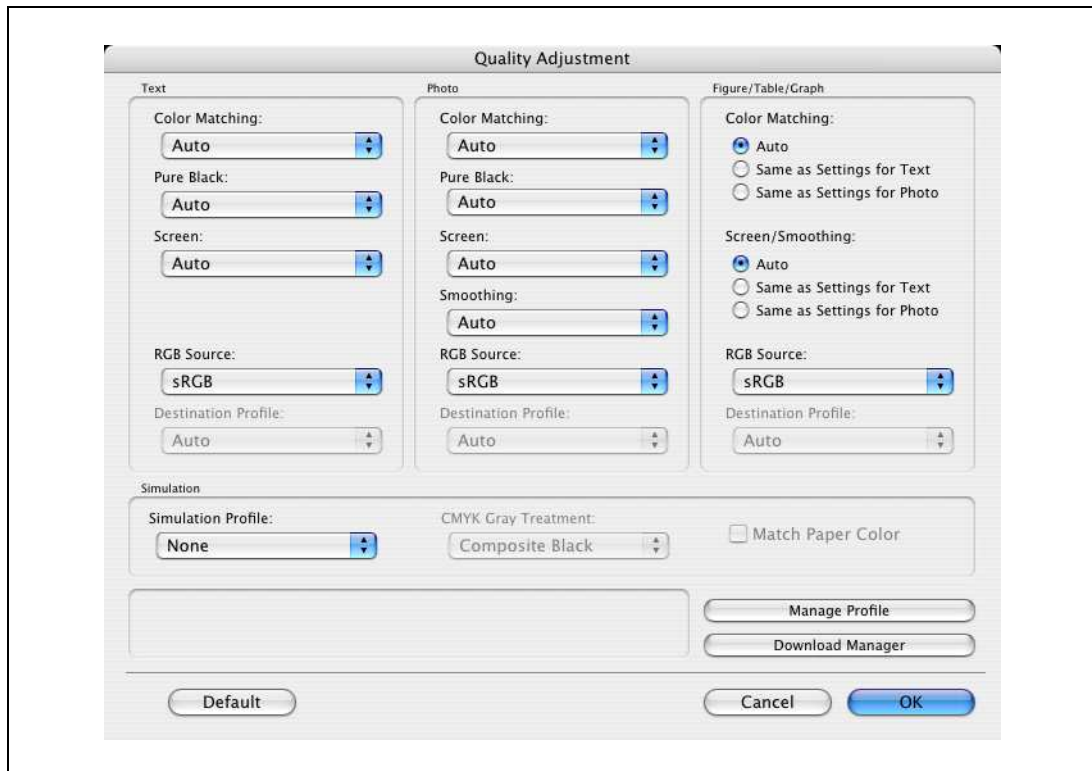 Quality Adjustment
Text
Color Matching:
Auto
Pure Black:
Auto
Screen:
Auto
RGB Source:
sRGB
Destination Profile:
Auto
Photo
Color Matching:
Auto
Pure Black:
Auto
Screen:
Auto
Smoothing:
Auto
RGB Source:
sRGB
Destination Profile:
Auto
Figure/Table/Graph
Color Matching:
Auto
Same as Settings for Text
Same as Settings for Photo
Screen/Smoothing:
Auto
Same as Settings for Text
Same as Settings for Photo
RGB Source:
sRGB
Destination Profile:
Auto
Simulation
Simulation Profile:
None
CMYK Gray Treatment:
Composite Black
Match Paper Color
Manage Profile
Download Manager
Default
Cancel
OK